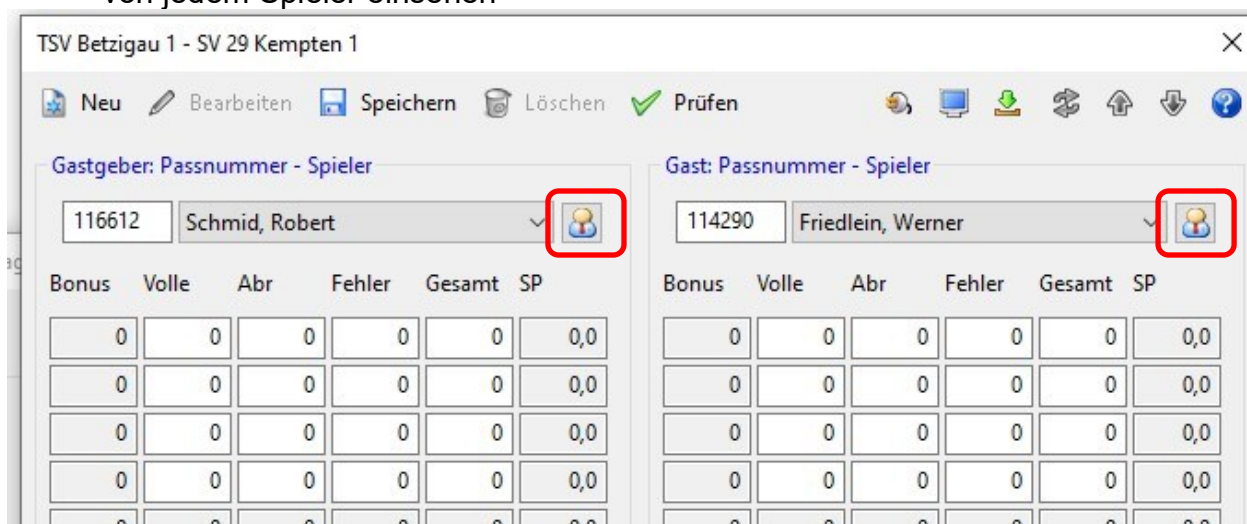 von jedem Spieler einsehen
TSV Betzigau 1 - SV 29 Kempten 1
Neu Bearbeiten Speichern Löschen Prüfen
Gastgeber: Passnummer - Spieler Gast: Passnummer - Spieler
116612 Schmid, Robert 114290 Friedlein, Werner
Bonus Volle Abr Fehler Gesamt SP Bonus Volle Abr Fehler Gesamt SP
0 0 0 0 0 0,0 0 0 0 0 0 0,0
0 0 0 0 0 0,0 0 0 0 0 0 0,0
0 0 0 0 0 0,0 0 0 0 0 0 0,0
0 0 0 0 0 0,0 0 0 0 0 0 0,0